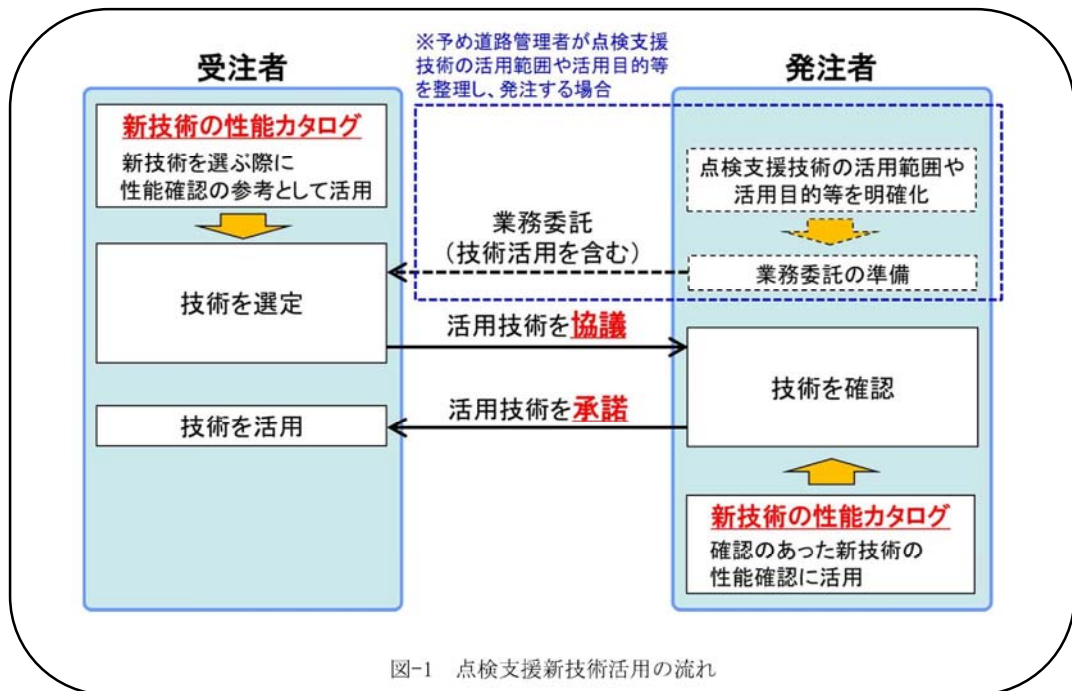 ※予め道路管理者が点検支援
技術の活用範囲や活用目的等
を整理し、発注する場合
受注者
発注者
新技術の性能カタログ
新技術を選ぶ際に
性能確認の参考として活用
点検支援技術の活用範囲や
活用目的等を明確化
業務委託
（技術活用を含む）
業務委託の準備
技術を選定
活用技術を協議
技術を確認
活用技術を承諾
技術を活用
新技術の性能カタログ
確認のあった新技術の
性能確認に活用
図-1 点検支援新技術活用の流れ